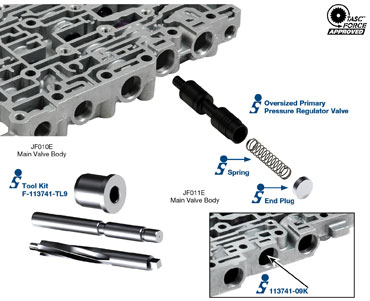 TASC FORCE
APPROVED
Oversized Primary
Pressure Regulator Valve
JF010E
Main Valve Body
Spring
Tool Kit
F-113741-TL9
JF011E
Main Valve Body
End Plug
113741-09K